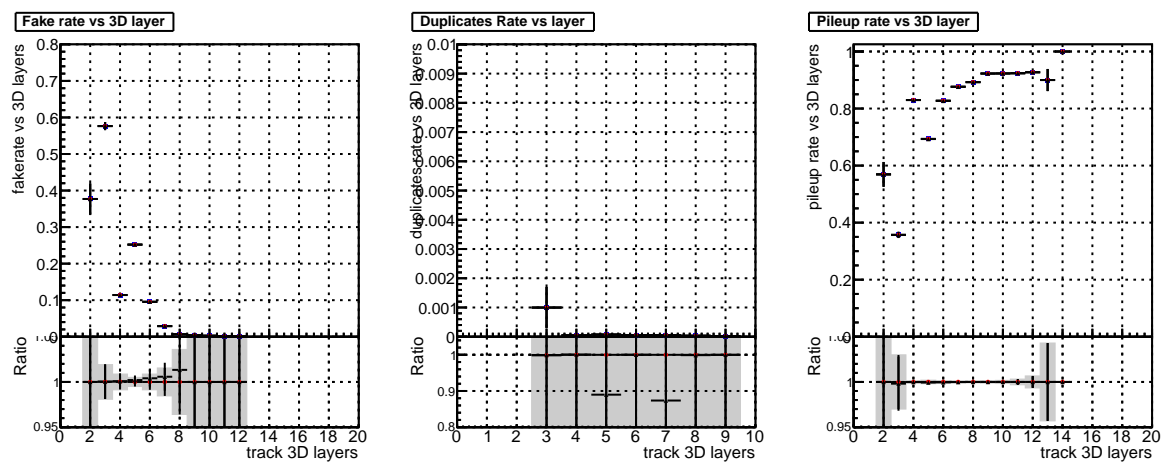 Fake rate vs 3D layer
fakerate vs 3D layers
0.8
0.7
0.6
0.5
0.4
0.3
0.2
0.1
0
Ratio
1
0.95
0 2 4 6 8 10 12 14 16 18 20
track 3D layers
Duplicates Rate vs layer
duplicates rate vs 3D layers
0.01
0.009
0.008
0.007
0.006
0.005
0.004
0.003
0.002
0.001
0
Ratio
1
0.9
0.8
0 1 2 3 4 5 6 7 8 9 10
track 3D layers
Pileup rate vs 3D layer
pileup rate vs 3D layers
1
0.8
0.6
0.4
0.2
0
Ratio
1
0.95
0 2 4 6 8 10 12 14 16 18 20
track 3D layers